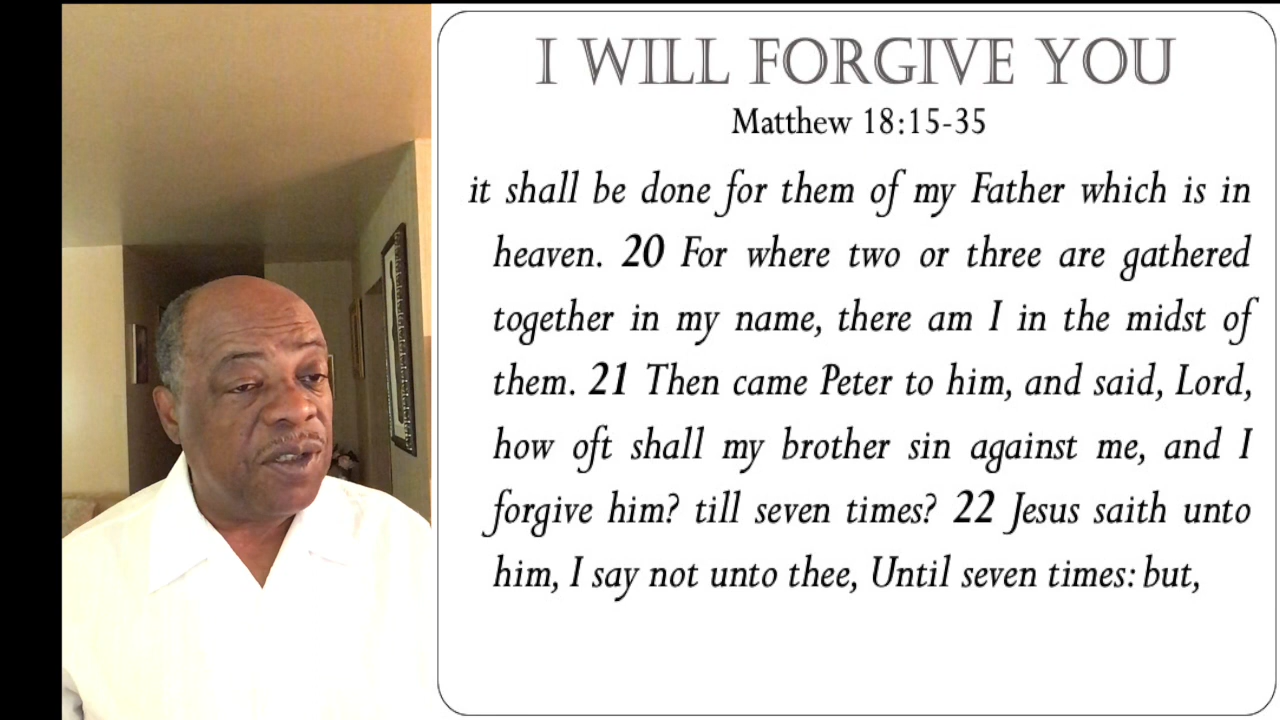 I WILL FORGIVE YOU
Matthew 18:15-35
it shall be done for them of my Father which is in
heaven. 20 For where two or three are gathered
together in my name, there am I in the midst of
them. 21 Then came Peter to him, and said, Lord,
how oft shall my brother sin against me, and I
forgive him? till seven times? 22 Jesus saith unto
him, I say not unto thee, Until seven times: but,